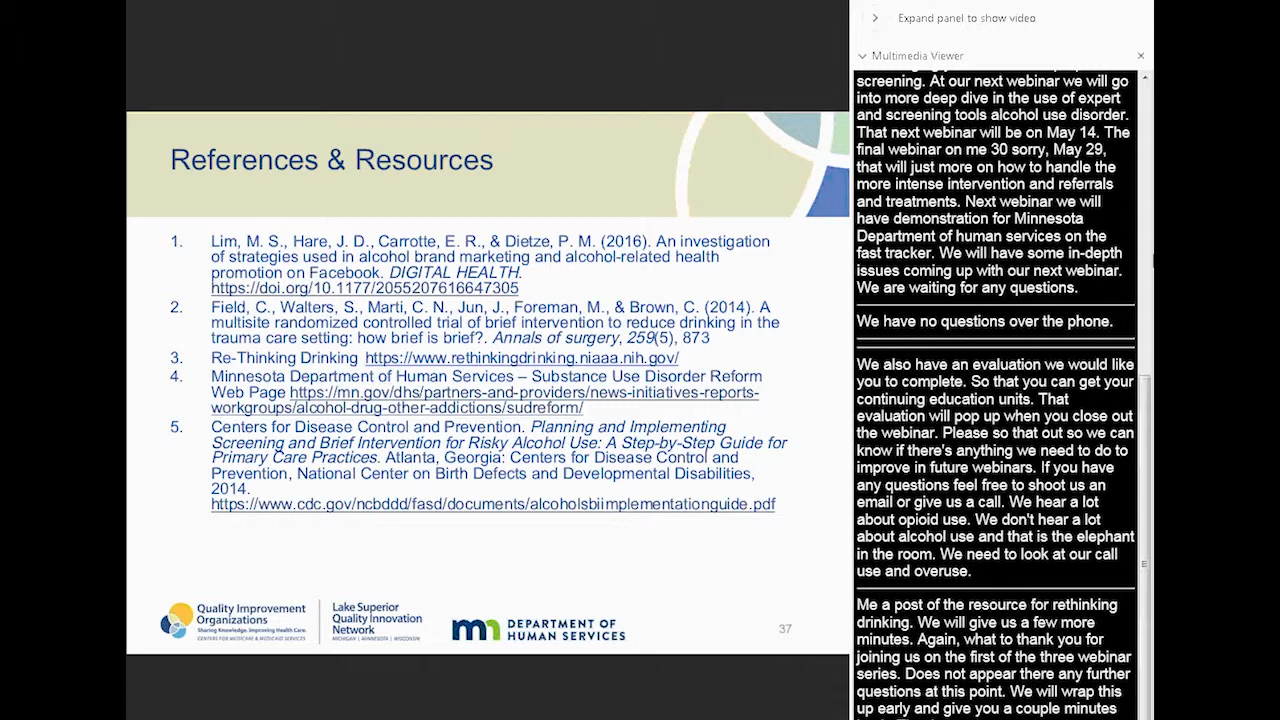 References & Resources
1. Lim, M. S., Hare, J. D., Carrotte, E. R., & Dietze, P. M. (2016). An investigation
of strategies used in alcohol brand marketing and alcohol-related health
promotion on Facebook. DIGITAL HEALTH.
https://doi.org/10.1177/2055207616647305
2. Field, C., Walters, S., Marti, C. N., Jun, J., Foreman, M., & Brown, C. (2014). A
multisite randomized controlled trial of brief intervention to reduce drinking in the
trauma care setting: how brief is brief?. Annals of surgery, 259(5), 873
3. Re-Thinking Drinking https://www.rethinkingdrinking.niaaa.nih.gov/
4. Minnesota Department of Human Services – Substance Use Disorder Reform
Web Page https://mn.gov/dhs/partners-and-providers/news-initiatives-reports-
workgroups/alcohol-drug-other-addictions/sudreform/
5. Centers for Disease Control and Prevention. Planning and Implementing
Screening and Brief Intervention for Risky Alcohol Use: A Step-by-Step Guide for
Primary Care Practices. Atlanta, Georgia: Centers for Disease Control and
Prevention, National Center on Birth Defects and Developmental Disabilities,
2014.
https://www.cdc.gov/ncbddd/fasd/documents/alcoholsbiimplementationguide.pdf
Quality Improvement
Organizations
Sharing Knowledge. Improving Health Care.
CENTERS FOR MEDICARE & MEDICAID SERVICES
Lake Superior
Quality Innovation
Network
MICHIGAN | MINNESOTA | WISCONSIN
mn DEPARTMENT OF
HUMAN SERVICES
37
Expand panel to show video
Multimedia Viewer
screening. At our next webinar we will go
into more deep dive in the use of expert
and screening tools alcohol use disorder.
That next webinar will be on May 14. The
final webinar on me 30 sorry, May 29,
that will just more on how to handle the
more intense intervention and referrals
and treatments. Next webinar we will
have demonstration for Minnesota
Department of human services on the
fast tracker. We will have some in-depth
issues coming up with our next webinar.
We are waiting for any questions.
We have no questions over the phone.
We also have an evaluation we would like
you to complete. So that you can get your
continuing education units. That
evaluation will pop up when you close out
the webinar. Please so that out so we can
know if there's anything we need to do to
improve in future webinars. If you have
any questions feel free to shoot us an
email or give us a call. We hear a lot
about opioid use. We don't hear a lot
about alcohol use and that is the elephant
in the room. We need to look at our call
use and overuse.
Me a post of the resource for rethinking
drinking. We will give us a few more
minutes. Again, what to thank you for
joining us on the first of the three webinar
series. Does not appear there any further
questions at this point. We will wrap this
up early and give you a couple minutes